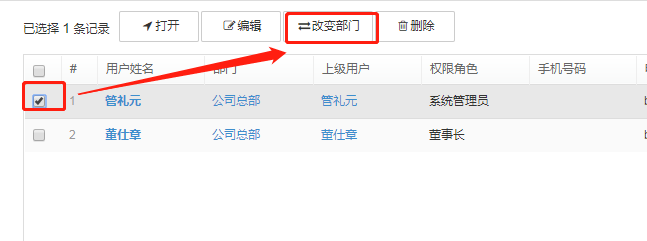 已选择 1 条记录 打开 编辑 改变部门 删除
# 用户姓名 部门 上级用户 权限角色 手机号码
1 管礼元 公司总部 管礼元 系统管理员
2 董仕章 公司总部 董仕章 董事长